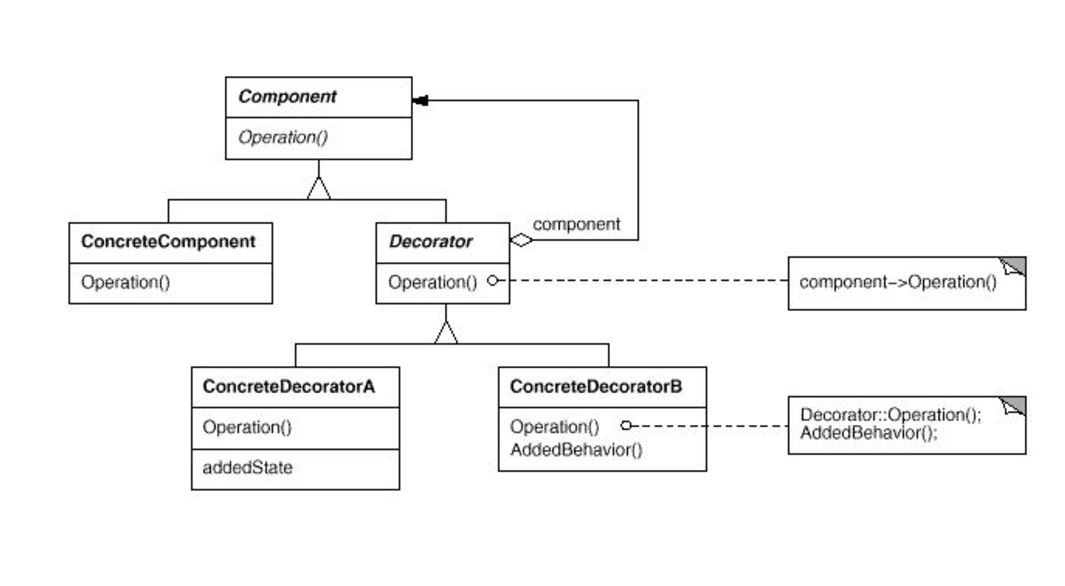 Component
Operation()
component
ConcreteComponent
Operation()
Decorator
Operation()
component–>Operation()
ConcreteDecoratorA
Operation()
addedState
ConcreteDecoratorB
Operation()
AddedBehavior()
Decorator::Operation();
AddedBehavior();